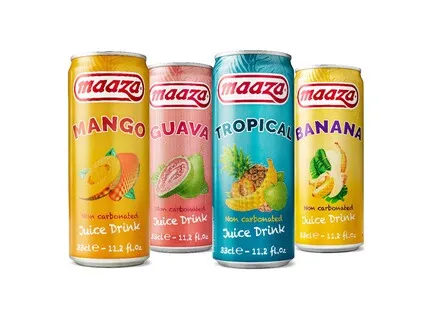 maaza
MANGO
Non carbonated
Juice Drink
33cl e - 11.2 fl.oz
maaza
GUAVA
Non carbonated
Juice Drink
33cl e - 11.2 fl.oz
maaza
TROPICAL
Non carbonated
Juice Drink
33cl e - 11.2 fl.oz
maaza
BANANA
Non carbonated
Juice Drink
33cl e - 11.2 fl.oz